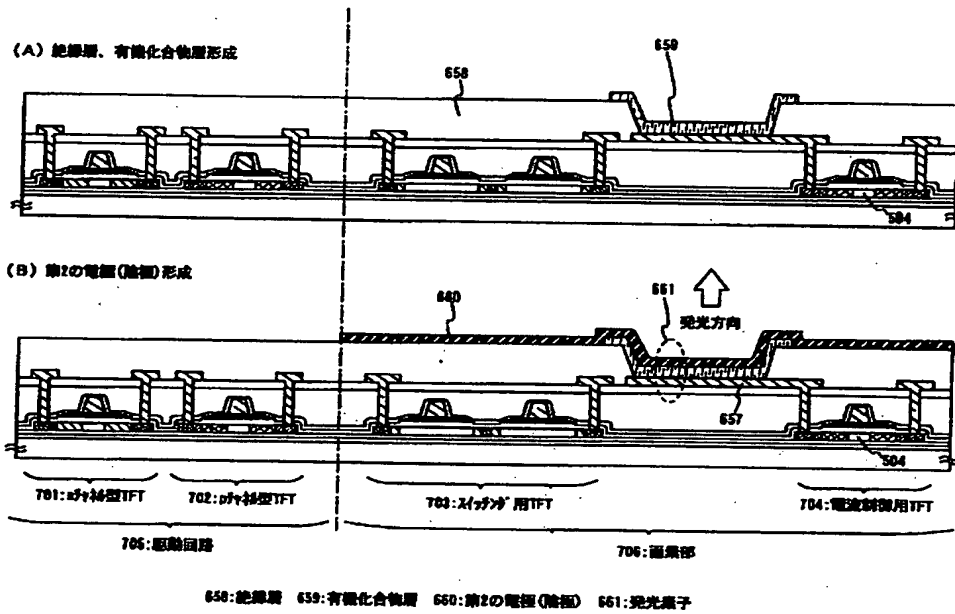 (A) 絶縁層、有機化合物層形成
658
659
504
(B) 第2の電極(陰極)形成
660
661
発光方向
657
504
701:nチャネル型TFT
702:pチャネル型TFT
703:スイッチング用TFT
704:電流制御用TFT
705:駆動回路
706:画素部
658:絶縁層 659:有機化合物層 660:第2の電極(陰極) 661:発光素子